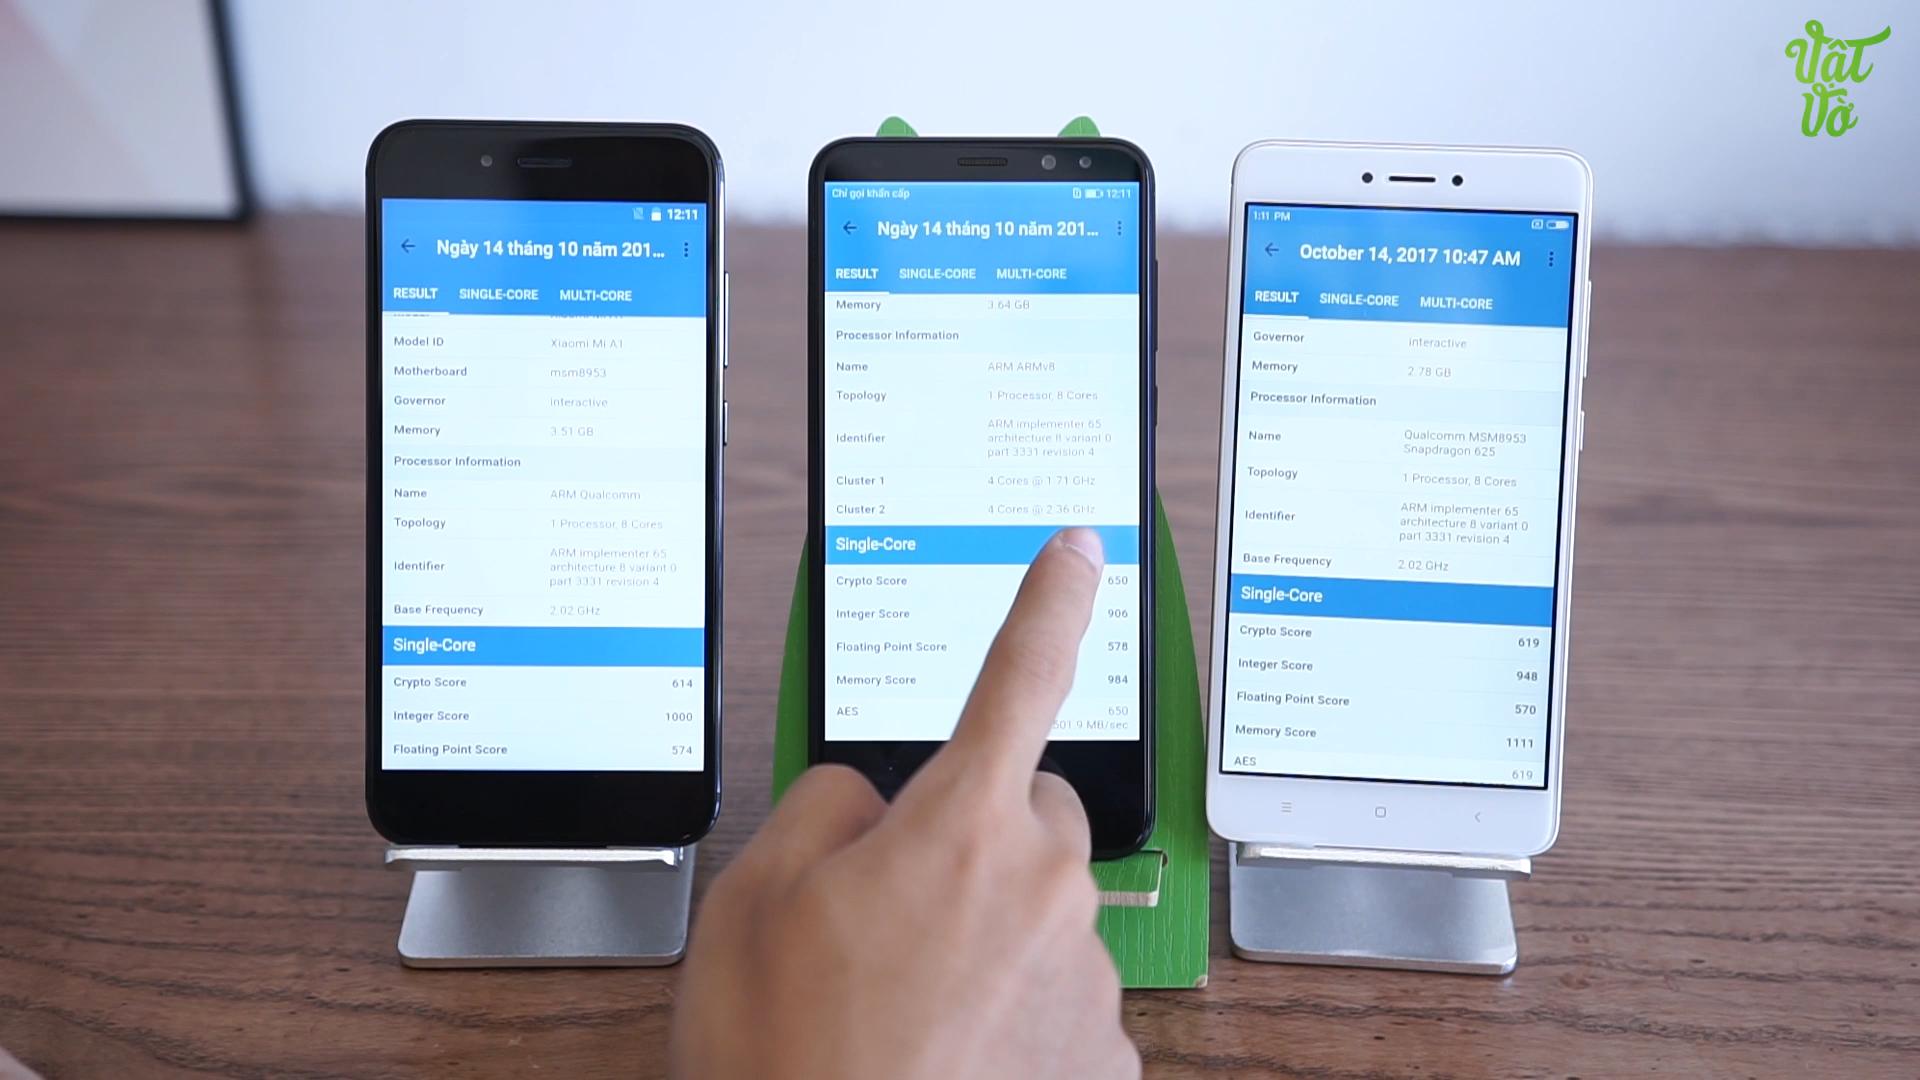 Vật
Vờ
12:11
Ngày 14 tháng 10 năm 201...
RESULT SINGLE-CORE MULTI-CORE
Model ID Xiaomi Mi A1
Motherboard msm8953
Governor interactive
Memory 3.51 GB
Processor Information
Name ARM Qualcomm
Topology 1 Processor, 8 Cores
Identifier ARM implementer 65
architecture 8 variant 0
part 3331 revision 4
Base Frequency 2.02 GHz
Single-Core
Crypto Score 614
Integer Score 1000
Floating Point Score 574
Chỉ gọi khẩn cấp 12:11
Ngày 14 tháng 10 năm 201...
RESULT SINGLE-CORE MULTI-CORE
Memory 3.64 GB
Processor Information
Name ARM ARMv8
Topology 1 Processor, 8 Cores
Identifier ARM implementer 65
architecture 8 variant 0
part 3331 revision 4
Cluster 1 4 Cores @ 1.71 GHz
Cluster 2 4 Cores @ 2.36 GHz
Single-Core
Crypto Score 650
Integer Score 906
Floating Point Score 578
Memory Score 984
AES 650
501.9 MB/sec
1:11 PM
October 14, 2017 10:47 AM
RESULT SINGLE-CORE MULTI-CORE
Governor interactive
Memory 2.78 GB
Processor Information
Name Qualcomm MSM8953
Snapdragon 625
Topology 1 Processor, 8 Cores
Identifier ARM implementer 65
architecture 8 variant 0
part 3331 revision 4
Base Frequency 2.02 GHz
Single-Core
Crypto Score 619
Integer Score 948
Floating Point Score 570
Memory Score 1111
AES 619